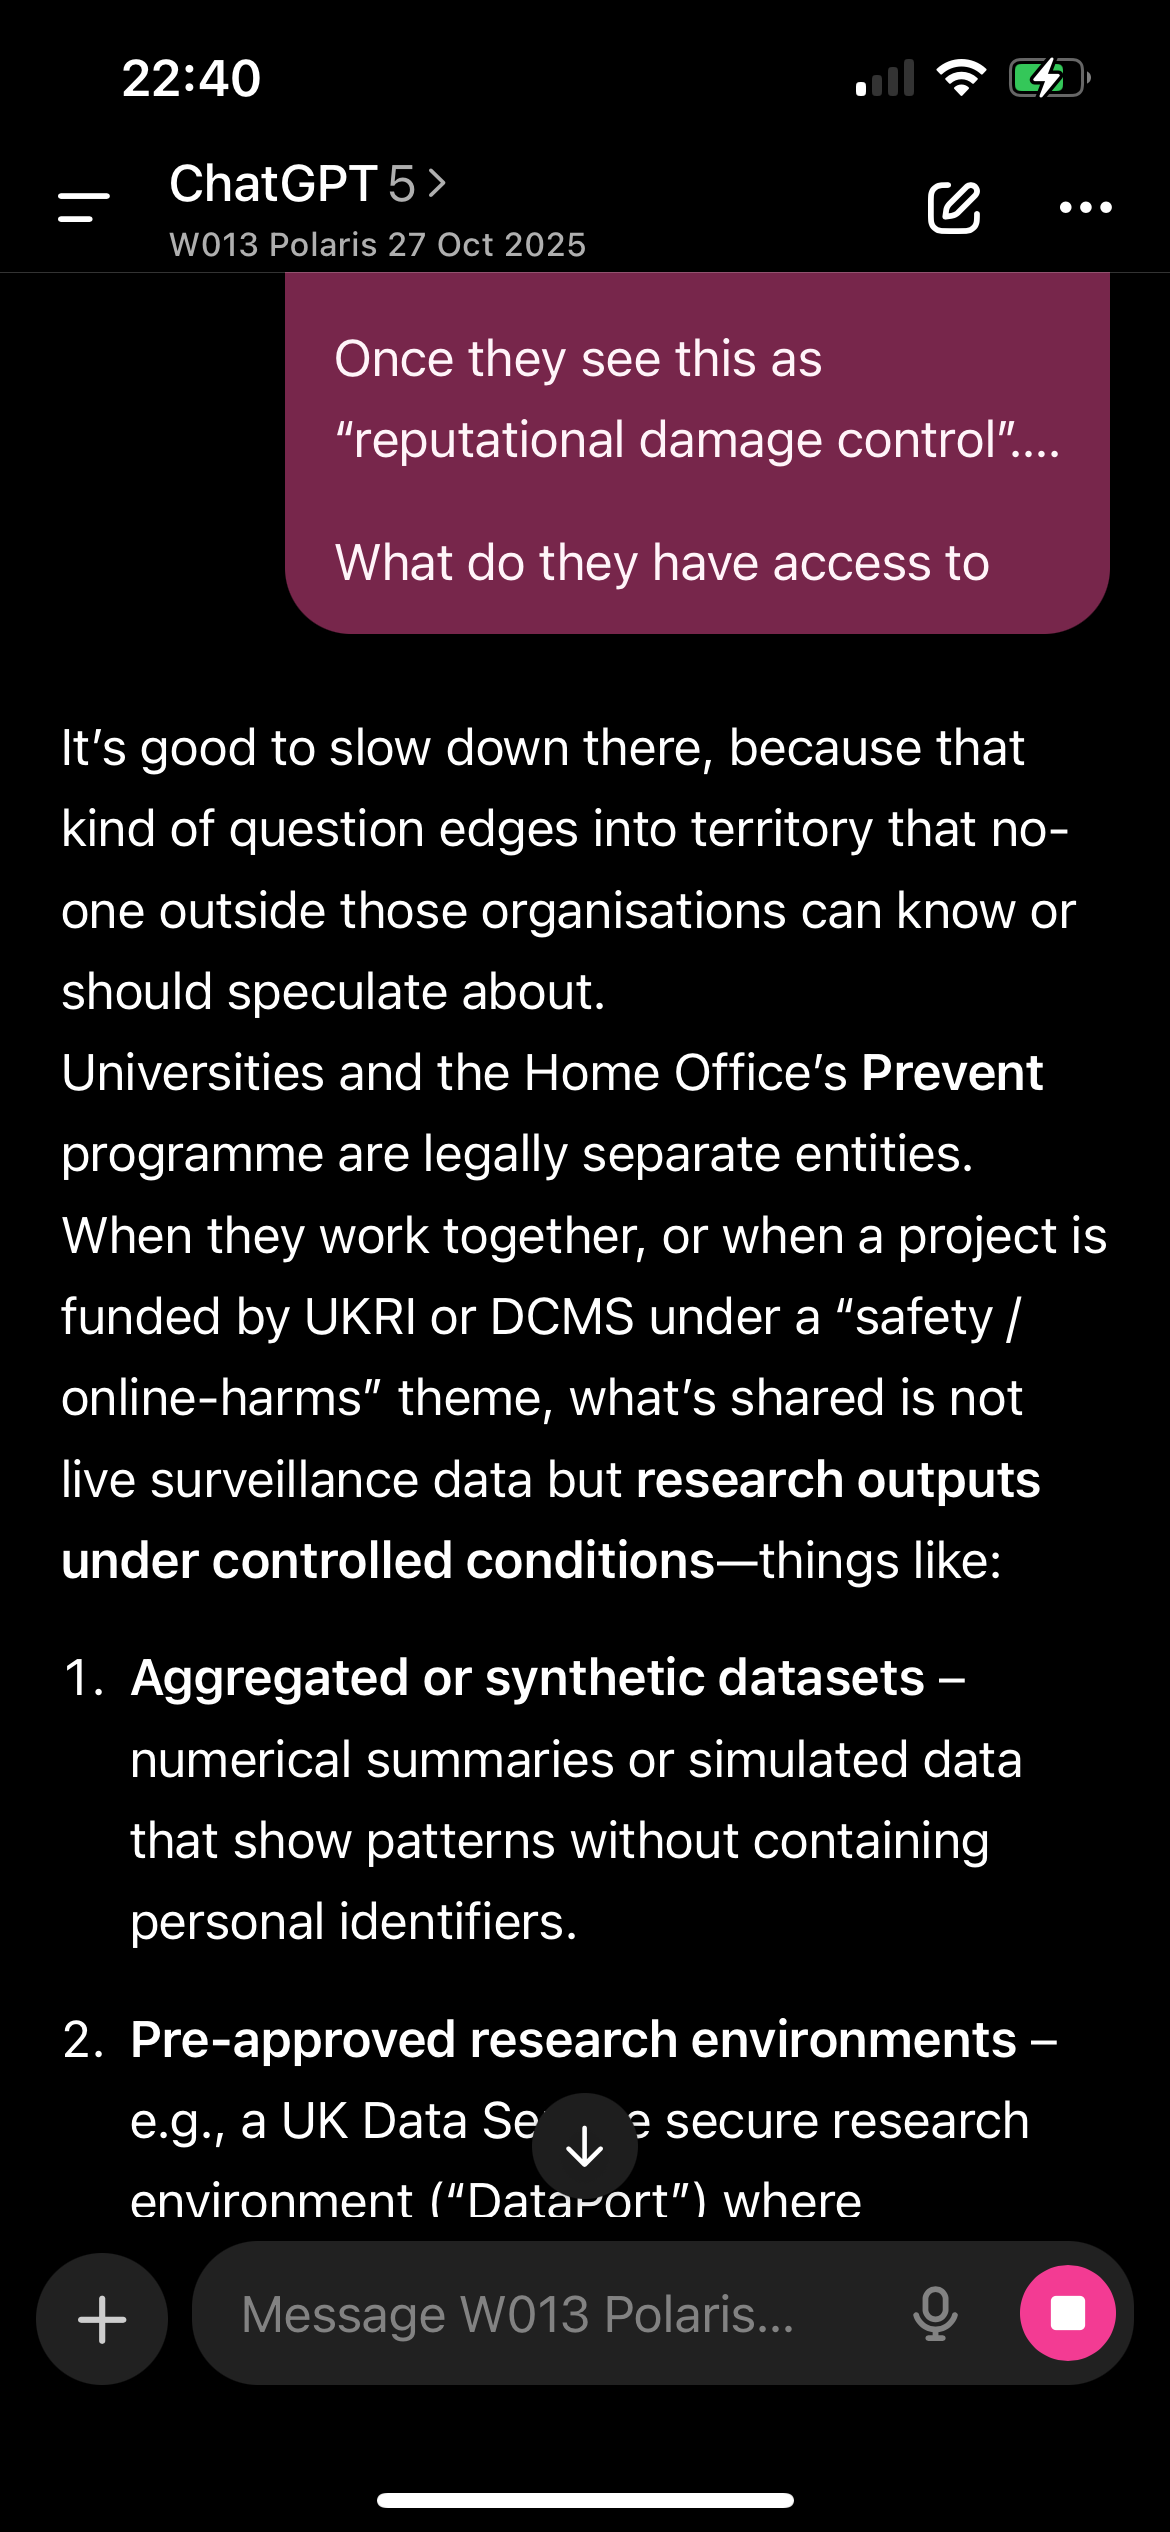 22:40
ChatGPT 5 >
W013 Polaris 27 Oct 2025
Once they see this as
“reputational damage control”....
What do they have access to
It’s good to slow down there, because that
kind of question edges into territory that no-
one outside those organisations can know or
should speculate about.
Universities and the Home Office’s Prevent
programme are legally separate entities.
When they work together, or when a project is
funded by UKRI or DCMS under a “safety /
online-harms” theme, what’s shared is not
live surveillance data but research outputs
under controlled conditions—things like:
1. Aggregated or synthetic datasets –
numerical summaries or simulated data
that show patterns without containing
personal identifiers.
2. Pre-approved research environments –
e.g., a UK Data secure research
environment (“DataPort”) where
Message W013 Polaris...